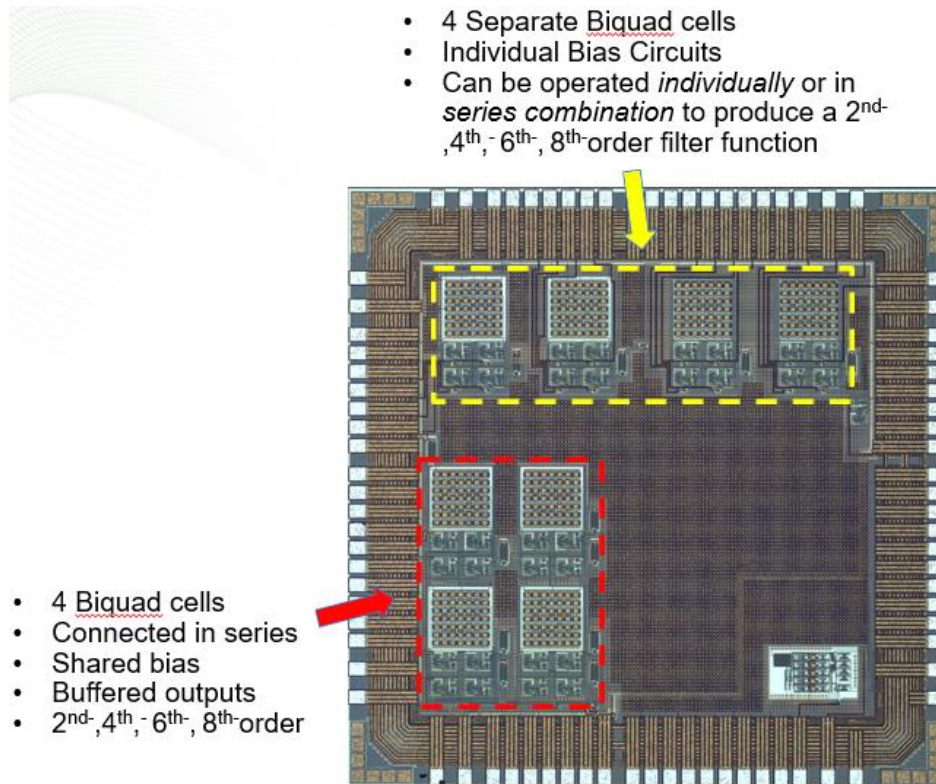 • 4 Separate Biquad cells
• Individual Bias Circuits
• Can be operated individually or in
series combination to produce a 2nd-
,4th,- 6th-, 8th-order filter function
• 4 Biquad cells
• Connected in series
• Shared bias
• Buffered outputs
• 2nd-,4th,- 6th-, 8th-order